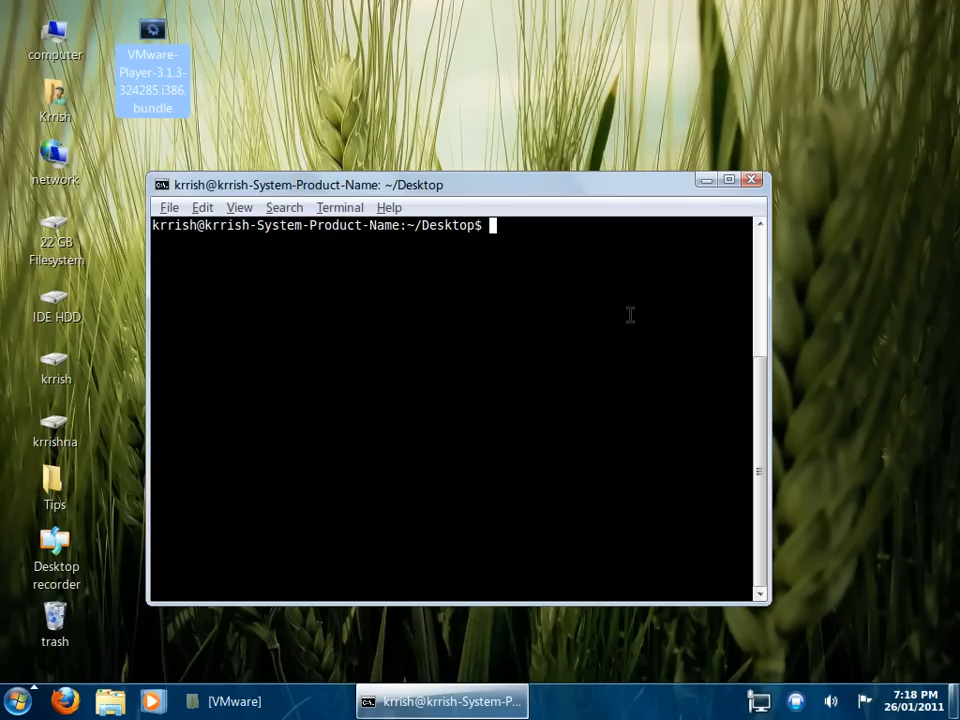 computer
VMware-
Player-3.1.3-
324285.i386.
bundle
Krrish
network
22 GB
Filesystem
IDE HDD
krrish
krrishna
Tips
Desktop
recorder
trash
krrish@krrish-System-Product-Name: ~/Desktop
File Edit View Search Terminal Help
krrish@krrish-System-Product-Name:~/Desktop$
[VMware]
krrish@krrish-System-P...
7:18 PM
26/01/2011